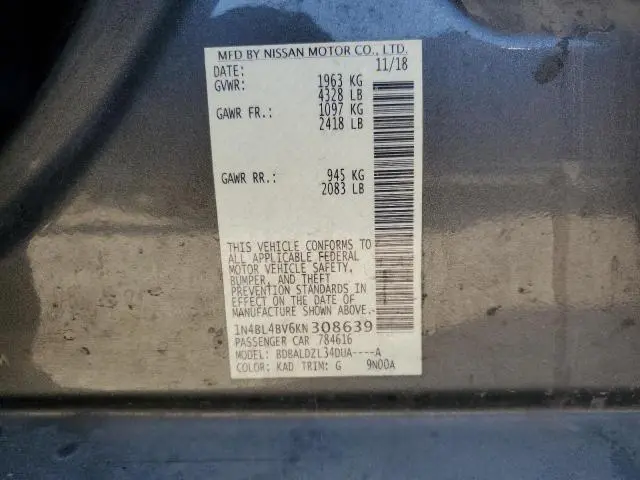 MFD BY NISSAN MOTOR CO., LTD.
DATE: 11/18
GVWR: 1963 KG
4328 LB
GAWR FR.: 1097 KG
2418 LB
GAWR RR.: 945 KG
2083 LB
THIS VEHICLE CONFORMS TO
ALL APPLICABLE FEDERAL
MOTOR VEHICLE SAFETY,
BUMPER, AND THEFT
PREVENTION STANDARDS IN
EFFECT ON THE DATE OF
MANUFACTURE SHOWN ABOVE.
1N4BL4BV6KN308639
PASSENGER CAR 784616
MODEL: BDBALDZL34DUA----A
COLOR: KAD TRIM: G 9N00A